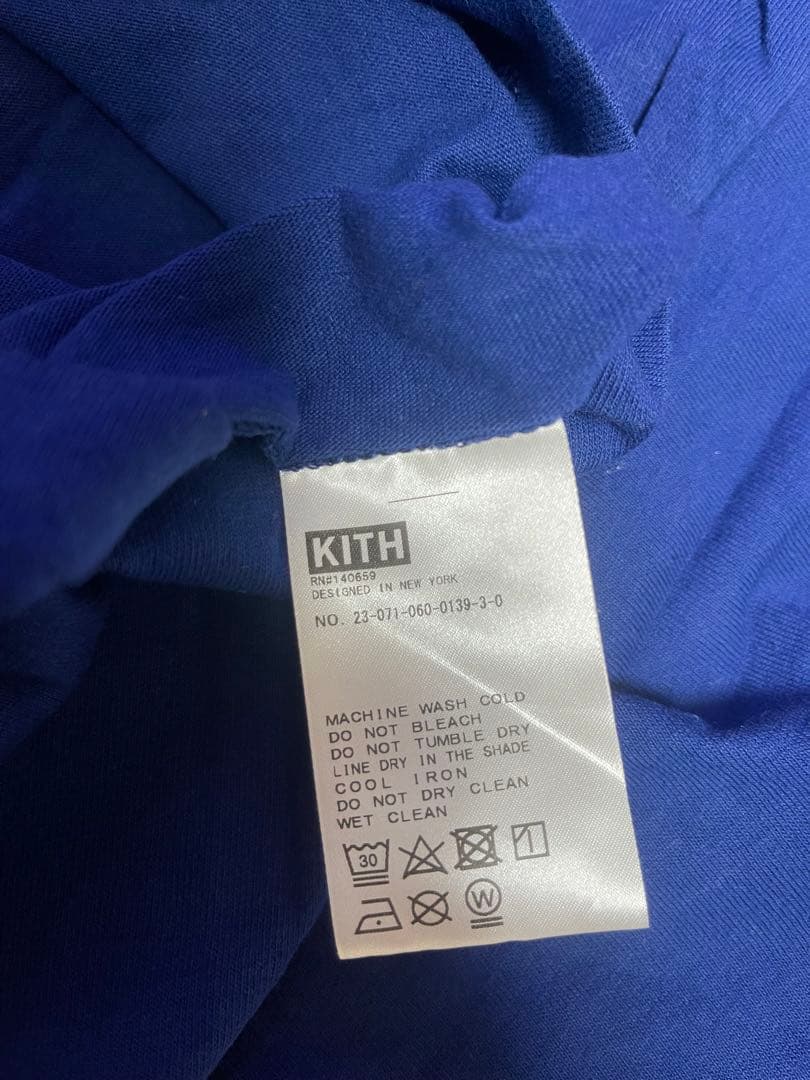 KITH
RN#140659
DESIGNED IN NEW YORK
NO. 23-071-060-0139-3-0
MACHINE WASH COLD
DO NOT BLEACH
DO NOT TUMBLE DRY
LINE DRY IN THE SHADE
COOL IRON
DO NOT DRY CLEAN
WET CLEAN
30
W